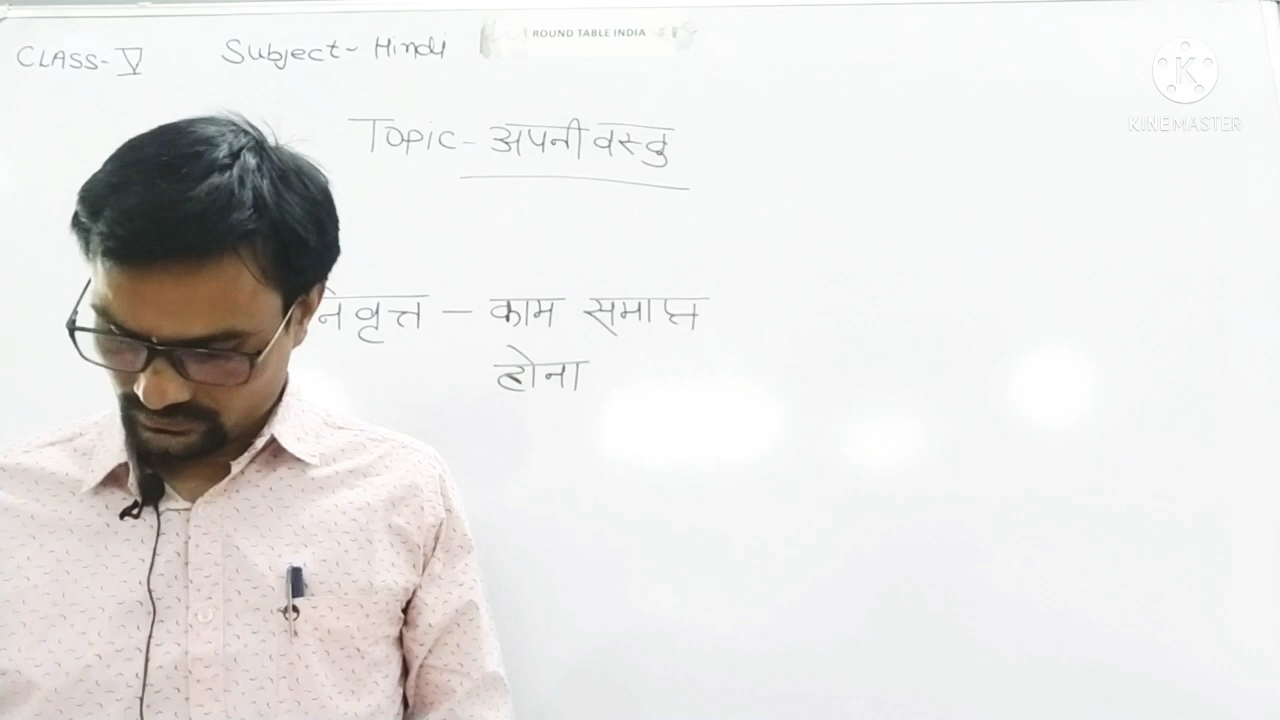 CLASS- V Subject- Hindi
ROUND TABLE INDIA
K
KINEMASTER
Topic- अपनी वस्तु
निवृत्त - काम समाप्त
होना